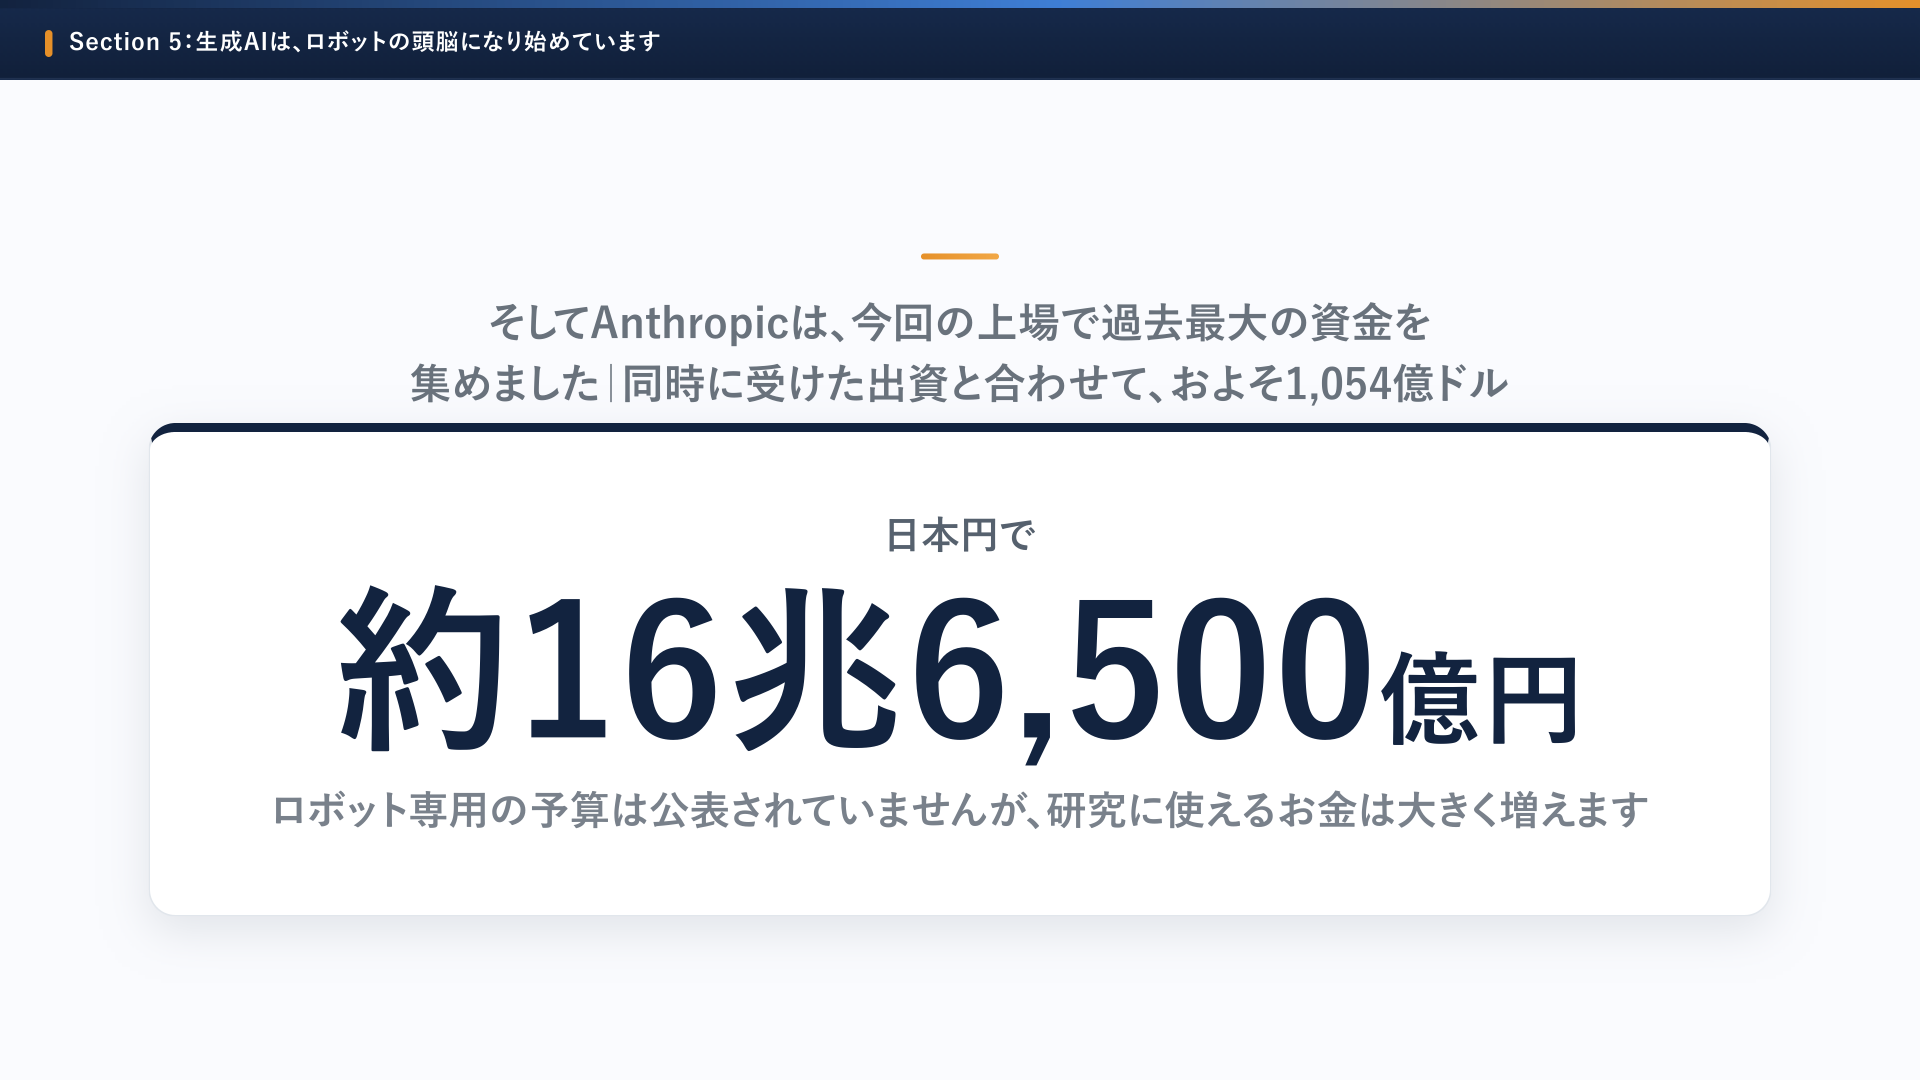 Section 5：生成AIは、ロボットの頭脳になり始めています
そしてAnthropicは、今回の上場で過去最大の資金を
集めました｜同時に受けた出資と合わせて、およそ1,054億ドル
日本円で
約16兆6,500億円
ロボット専用の予算は公表されていませんが、研究に使えるお金は大きく増えます